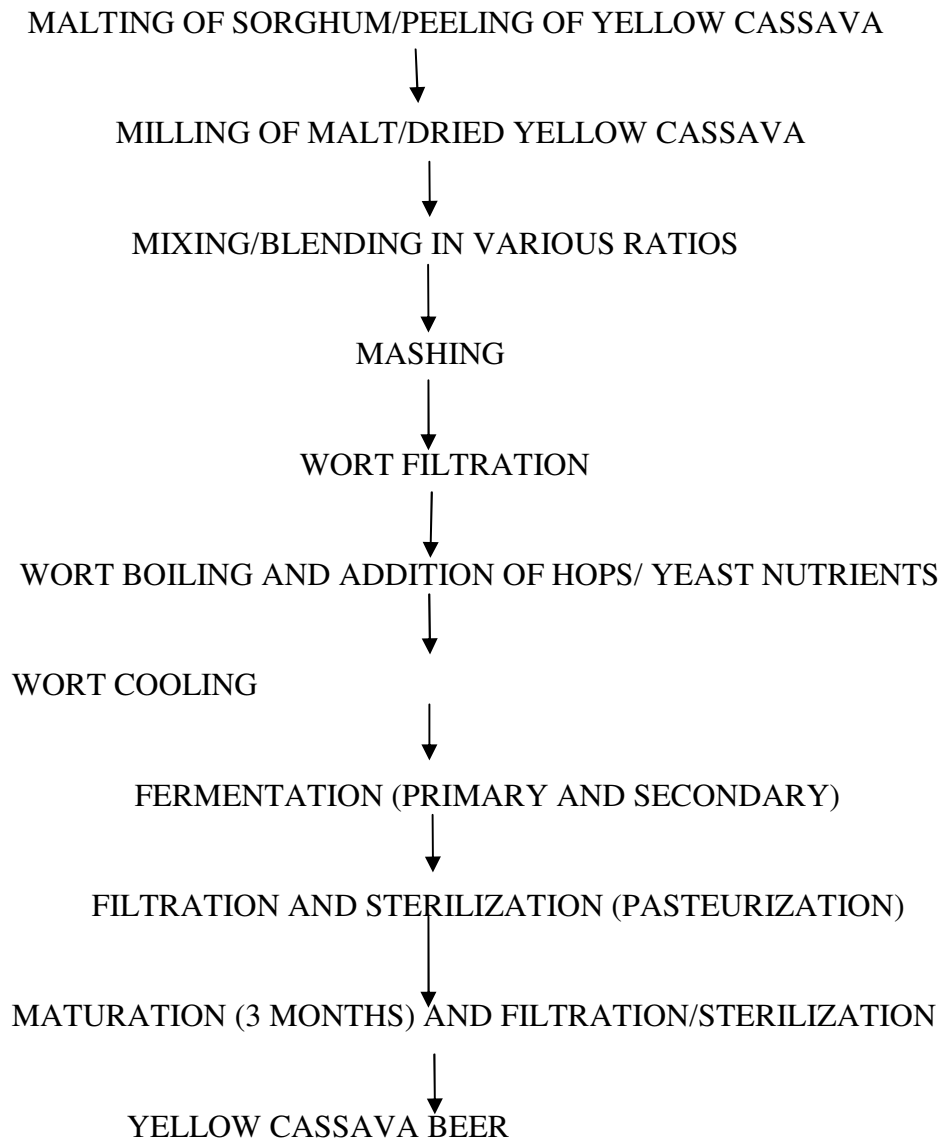 MALTING OF SORGHUM/PEELING OF YELLOW CASSAVA
MILLING OF MALT/DRIED YELLOW CASSAVA
MIXING/BLENDING IN VARIOUS RATIOS
MASHING
WORT FILTRATION
WORT BOILING AND ADDITION OF HOPS/ YEAST NUTRIENTS
WORT COOLING
FERMENTATION (PRIMARY AND SECONDARY)
FILTRATION AND STERILIZATION (PASTEURIZATION)
MATURATION (3 MONTHS) AND FILTRATION/STERILIZATION
YELLOW CASSAVA BEER